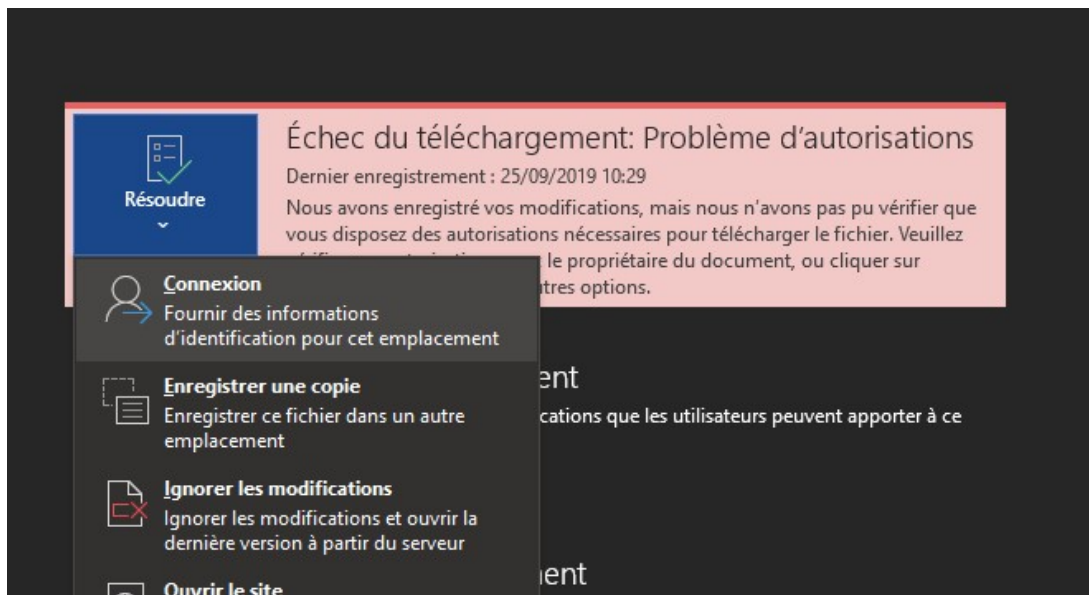 Échec du téléchargement: Problème d'autorisations
Résoudre
Dernier enregistrement : 25/09/2019 10:29
Nous avons enregistré vos modifications, mais nous n'avons pas pu vérifier que
vous disposez des autorisations nécessaires pour télécharger le fichier. Veuillez
le propriétaire du document, ou cliquer sur
options.
Connexion
Fournir des informations
d'identification pour cet emplacement
Enregistrer une copie
Enregistrer ce fichier dans un autre
emplacement
que les utilisateurs peuvent apporter à ce
Ignorer les modifications
Ignorer les modifications et ouvrir la
dernière version à partir du serveur
Ouvrir le site